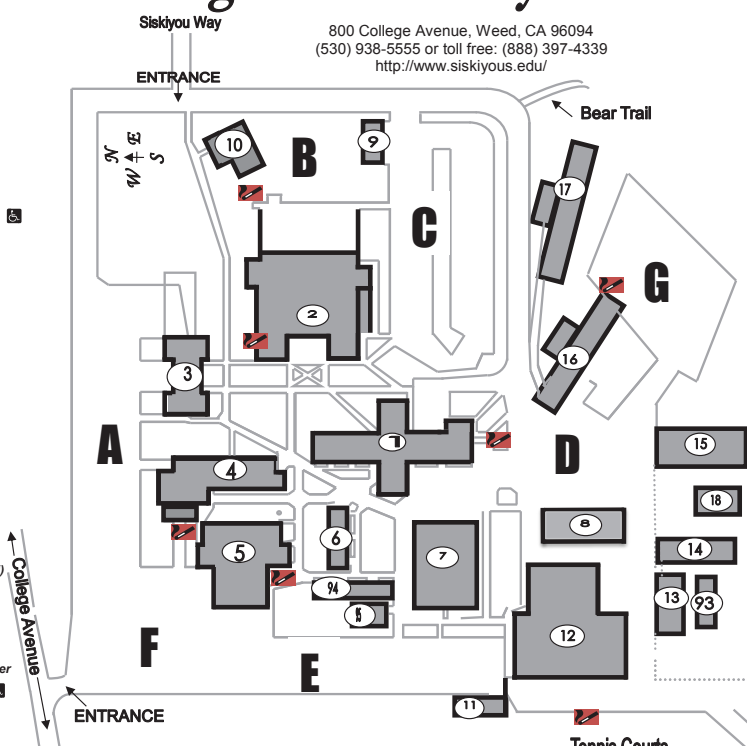 Siskiyou Way
800 College Avenue, Weed, CA 96094
(530) 938-5555 or toll free: (888) 397-4339
http://www.siskiyous.edu/
ENTRANCE
Bear Trail
N
W E
S
10
B
9
17
C
G
2
16
3
1
A
4
D
15
18
8
6
5
7
14
94
95
13
93
12
College Avenue
F
E
er
11
ENTRANCE
Tennis Courts